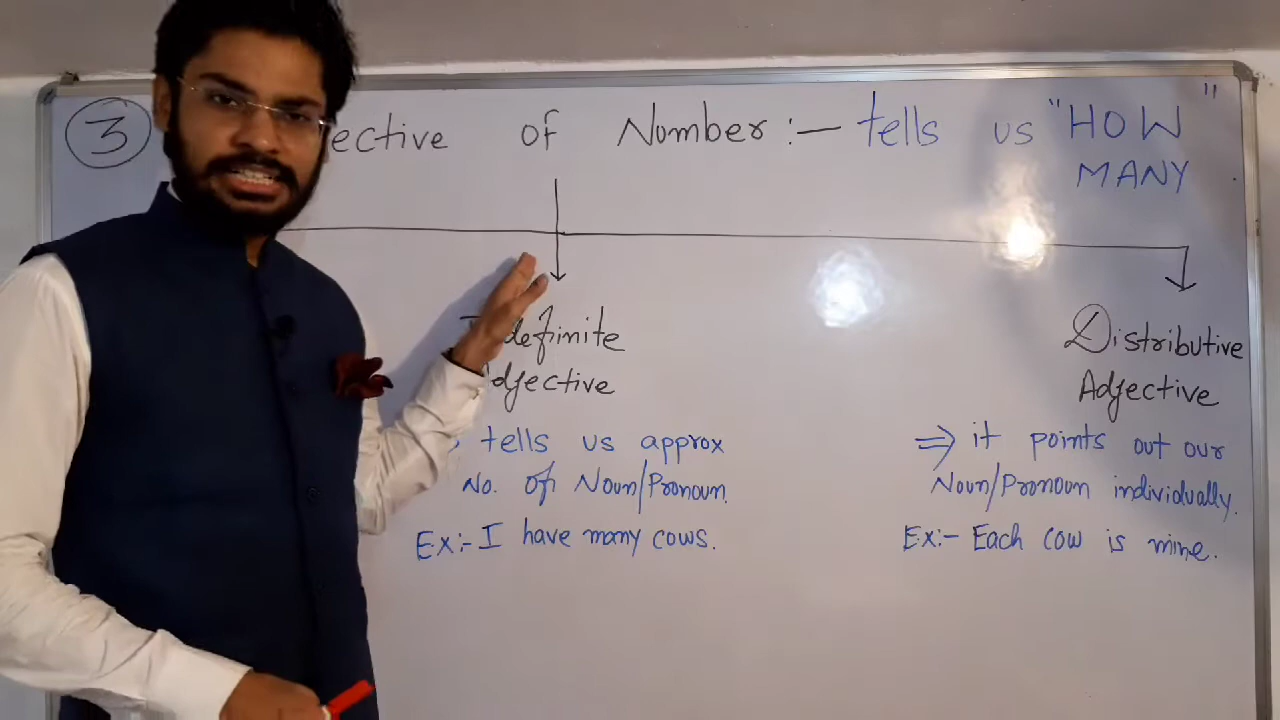 ③ ective of Number :— tells us "HOW
MANY"
definite
djective
tells us approx
No. of Noun/Pronoun.
Ex:- I have many cows.
Distributive
Adjective
⇒ it points out our
Noun/Pronoun individually.
Ex:- Each cow is mine.